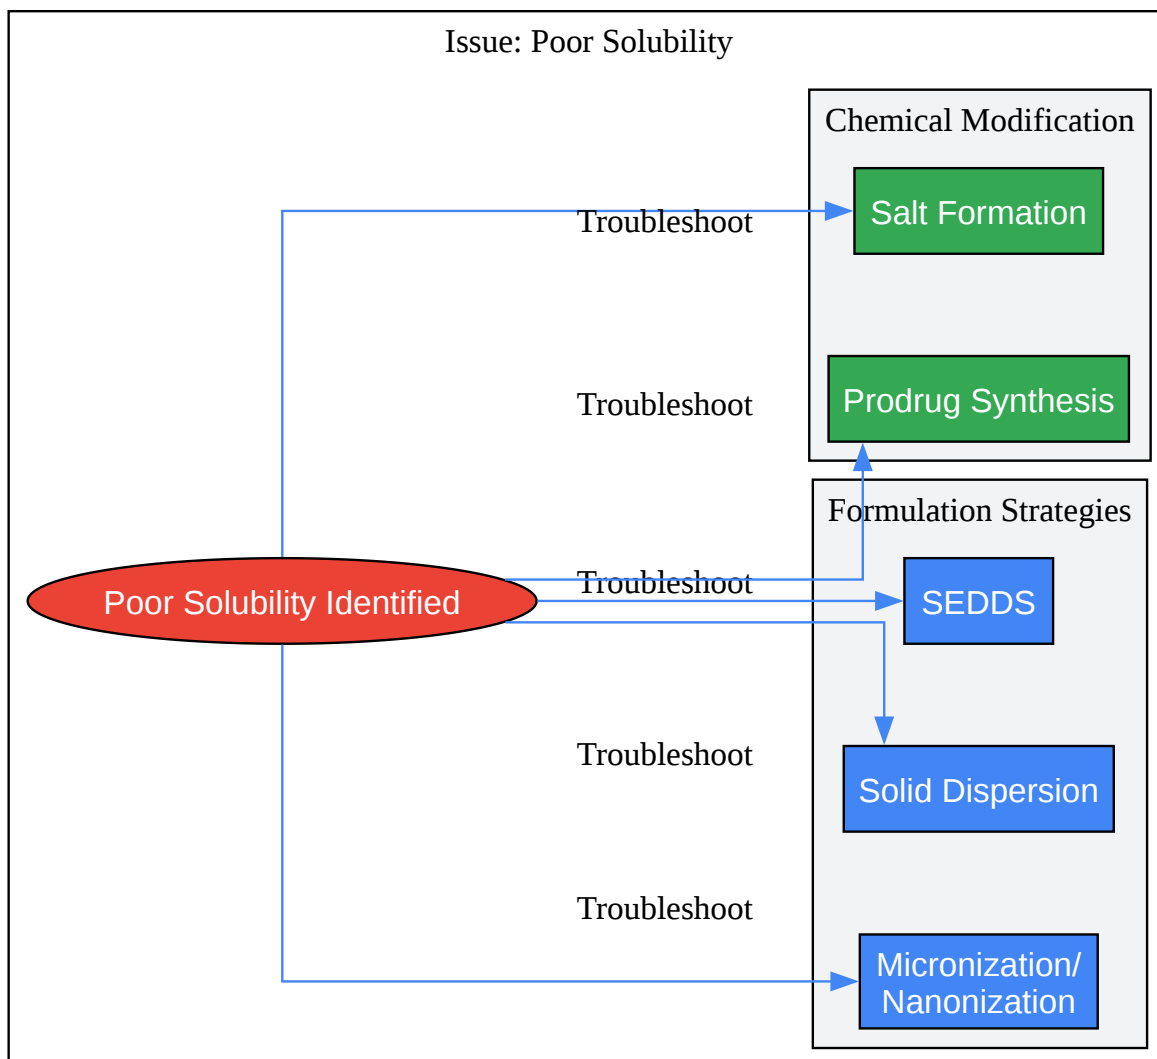 Issue: Poor Solubility
Chemical Modification
Troubleshoot
Salt Formation
Troubleshoot
Prodrug Synthesis
Formulation Strategies
Poor Solubility Identified
Troubleshoot
SEDDS
Troubleshoot
Solid Dispersion
Troubleshoot
Micronization/
Nanonization